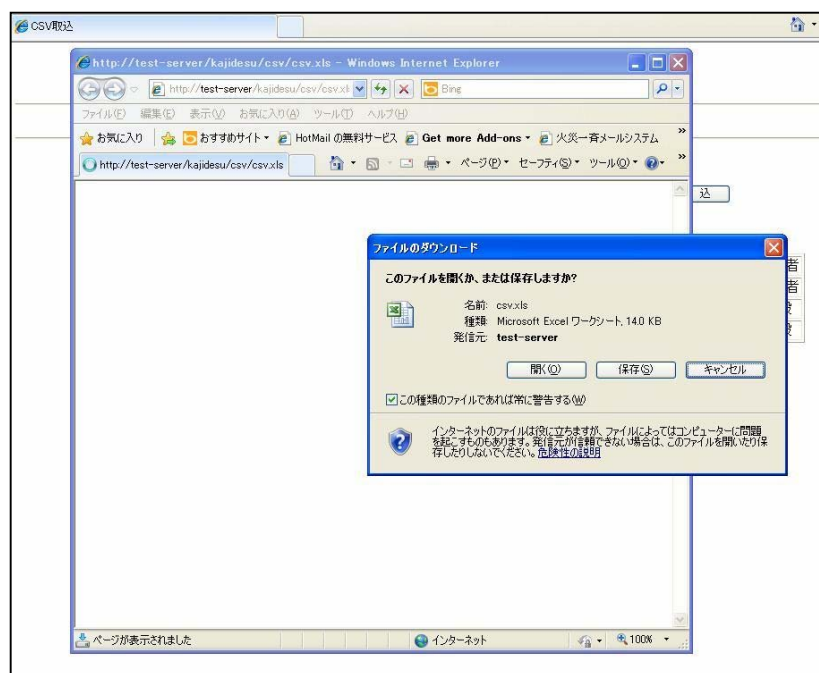 CSV取込
http://test-server/kajidesu/csv/csv.xls - Windows Internet Explorer
http://test-server/kajidesu/csv/csv.xl
Bing
ファイル(F) 編集(E) 表示(V) お気に入り(A) ツール(T) ヘルプ(H)
お気に入り おすすめサイト HotMail の無料サービス Get more Add-ons 火災一斉メールシステム »
http://test-server/kajidesu/csv/csv.xls ページ(P) セーフティ(S) ツール(O) »
込
ファイルのダウンロード
このファイルを開くか、または保存しますか?
名前: csv.xls
種類: Microsoft Excel ワークシート, 14.0 KB
発信元: test-server
開く(O) 保存(S) キャンセル
この種類のファイルであれば常に警告する(W)
インターネットのファイルは役に立ちますが、ファイルによってはコンピューターに問題
を起こすものもあります。発信元が信頼できない場合は、このファイルを開いたり保
存したりしないでください。危険性の説明
者
者
ページが表示されました インターネット 100%